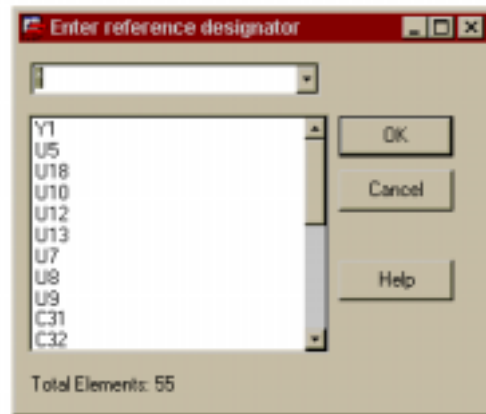 Enter reference designator
Y1
U5
U18
U10
U12
U13
U7
U8
U9
C31
C32
OK
Cancel
Help
Total Elements: 55